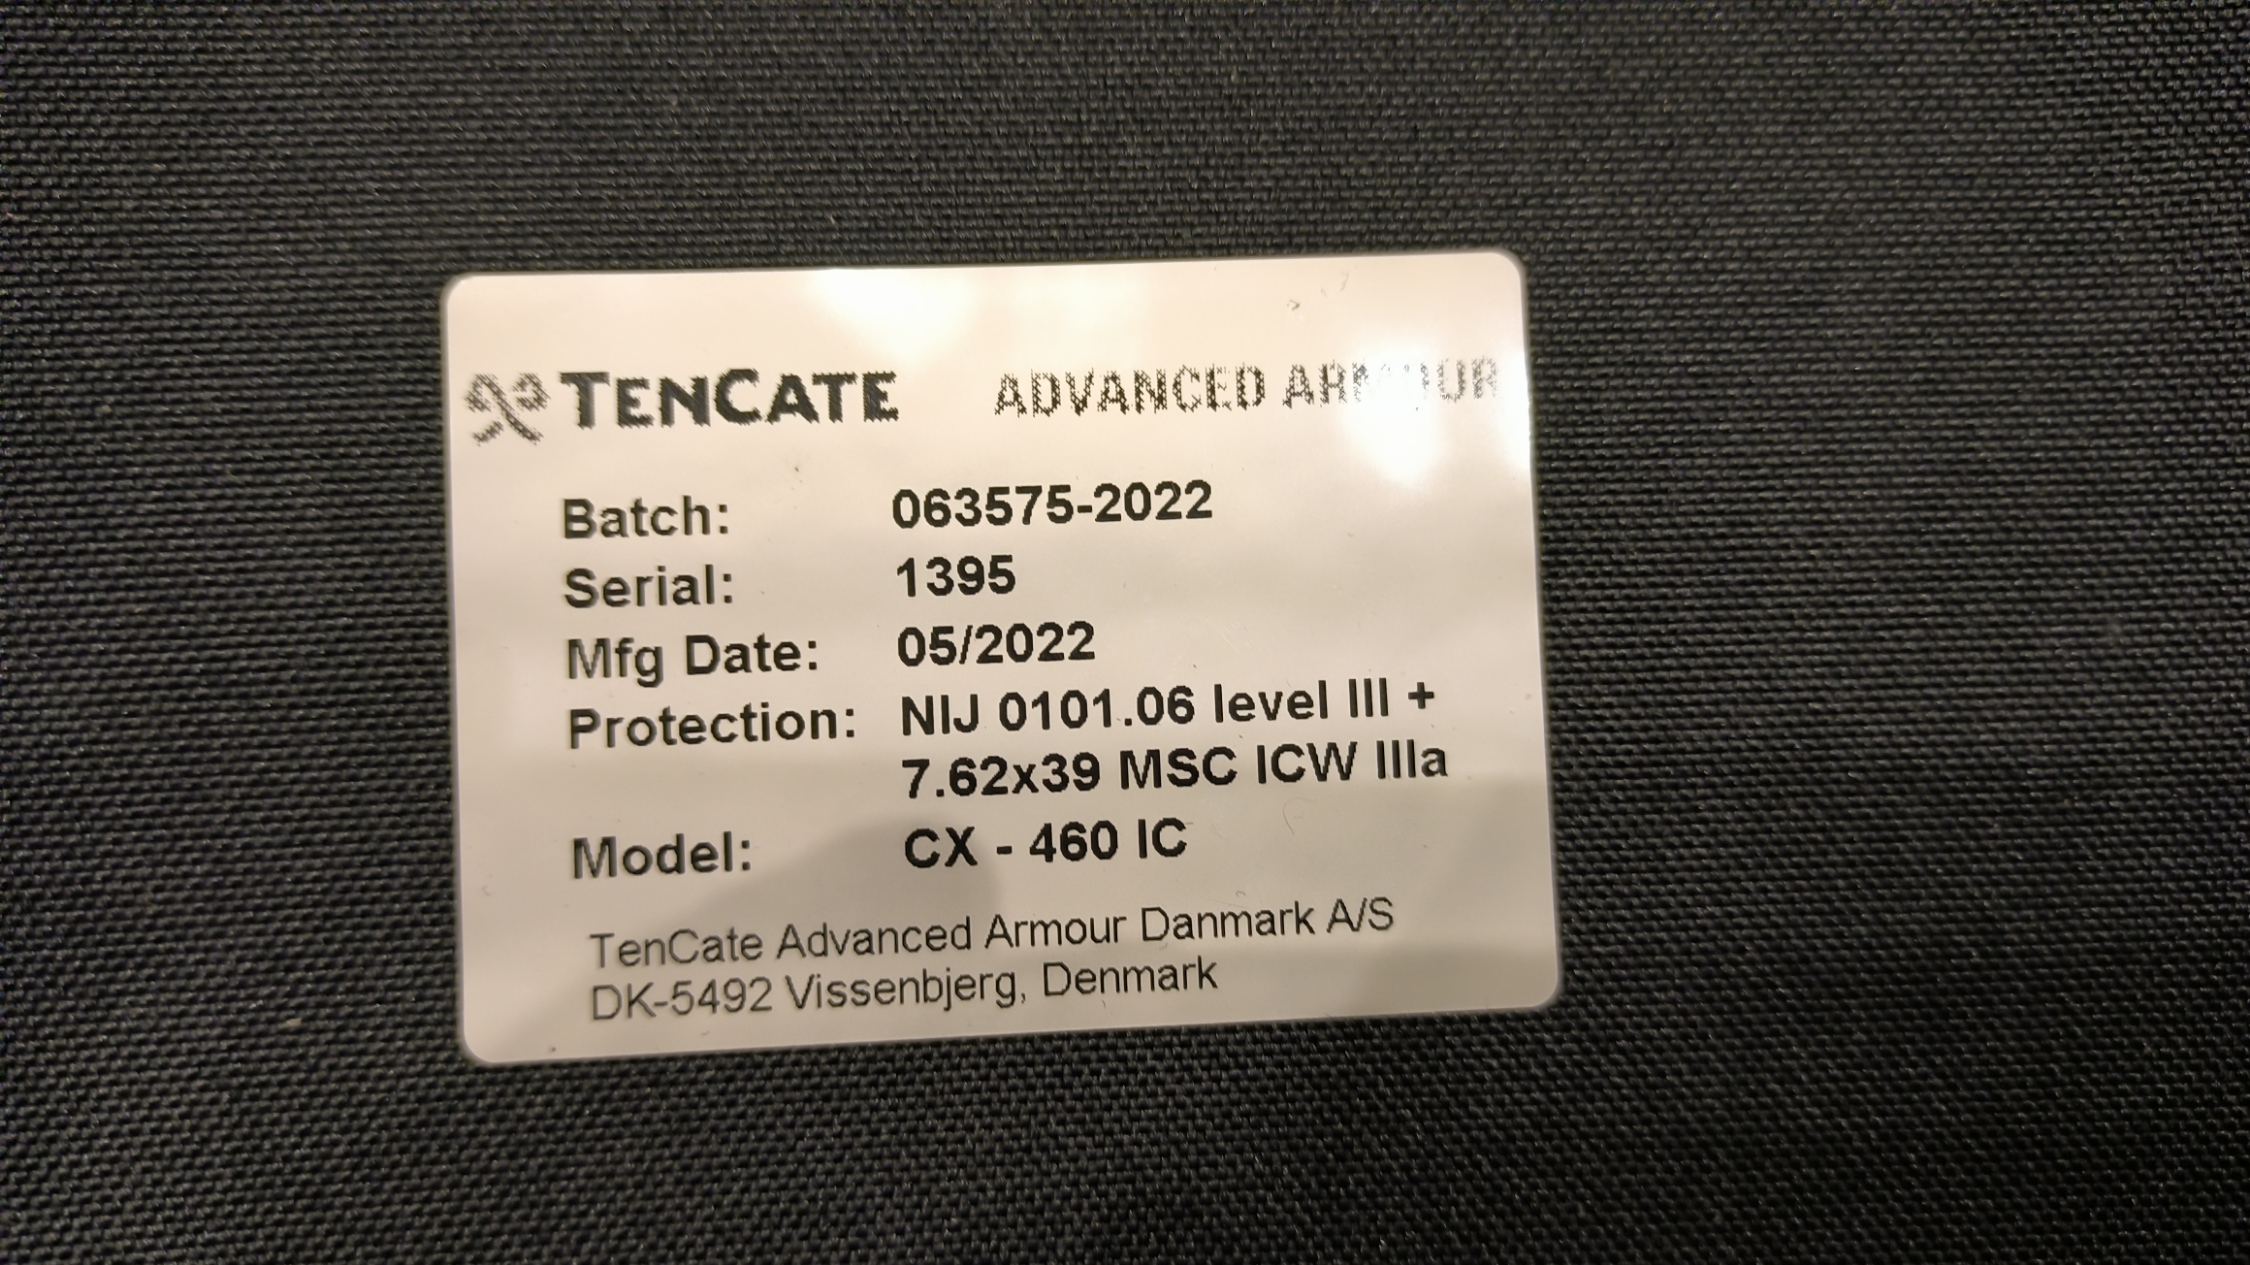 TENCATE ADVANCED ARMOUR
Batch: 063575-2022
Serial: 1395
Mfg Date: 05/2022
Protection: NIJ 0101.06 level III +
7.62x39 MSC ICW IIIa
Model: CX - 460 IC
TenCate Advanced Armour Danmark A/S
DK-5492 Vissenbjerg, Denmark